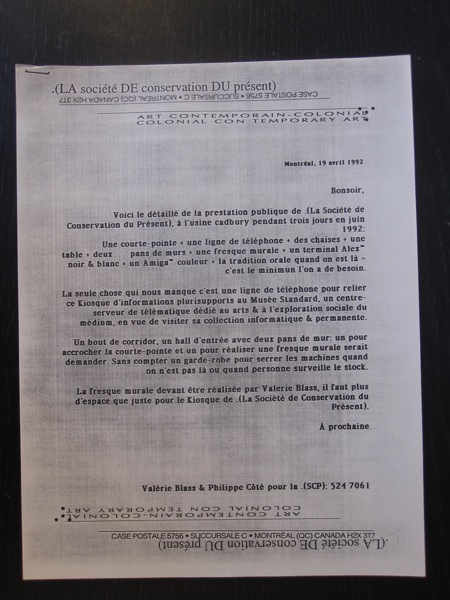 .(LA société DE conservation DU présent)
CASE POSTALE 5756 • SUCCURSALE C • MONTRÉAL (QC) CANADA H2X 3T7
ART CONTEMPORAIN-COLONIAL
COLONIAL CON TEMPORARY ART
Montréal, 19 avril 1992
Bonsoir,
Voici le détaillé de la prestation publique de .(La Société de
Conservation du Présent), à l'usine cadbury pendant trois jours en juin
1992:
Une courte-pointe + une ligne de téléphone + des chaises + une
table + deux pans de murs + une fresque murale + un terminal Alex™
noir & blanc + un Amiga™ couleur + la tradition orale quand on est là =
c'est le minimun l'on a de besoin.
La seule chose qui nous manque c'est une ligne de téléphone pour relier
ce Kiosque d'informations plurisupports au Musée Standard, un centre-
serveur de télématique dédié au arts & à l'exploration sociale du
médium, en vue de visiter sa collection informatique & permanente.
Un bout de corridor, un hall d'entrée avec deux pans de mur: un pour
accrocher la courte-pointe et un pour réaliser une fresque murale serait
demander. Sans compter un garde-robe pour serrer les machines quand
on n'est pas là ou quand personne surveille le stock.
La fresque murale devant être réalisée par Valérie Blass, il faut plus
d'espace que juste pour le Kiosque de .(La Société de Conservation du
Présent).
À prochaine
Valérie Blass & Philippe Côté pour la .(SCP): 524 7061
COLONIAL CON TEMPORARY ART
ART CONTEMPORAIN-COLONIAL
CASE POSTALE 5756 • SUCCURSALE C • MONTRÉAL (QC) CANADA H2X 3T7
.(LA société DE conservation DU présent)